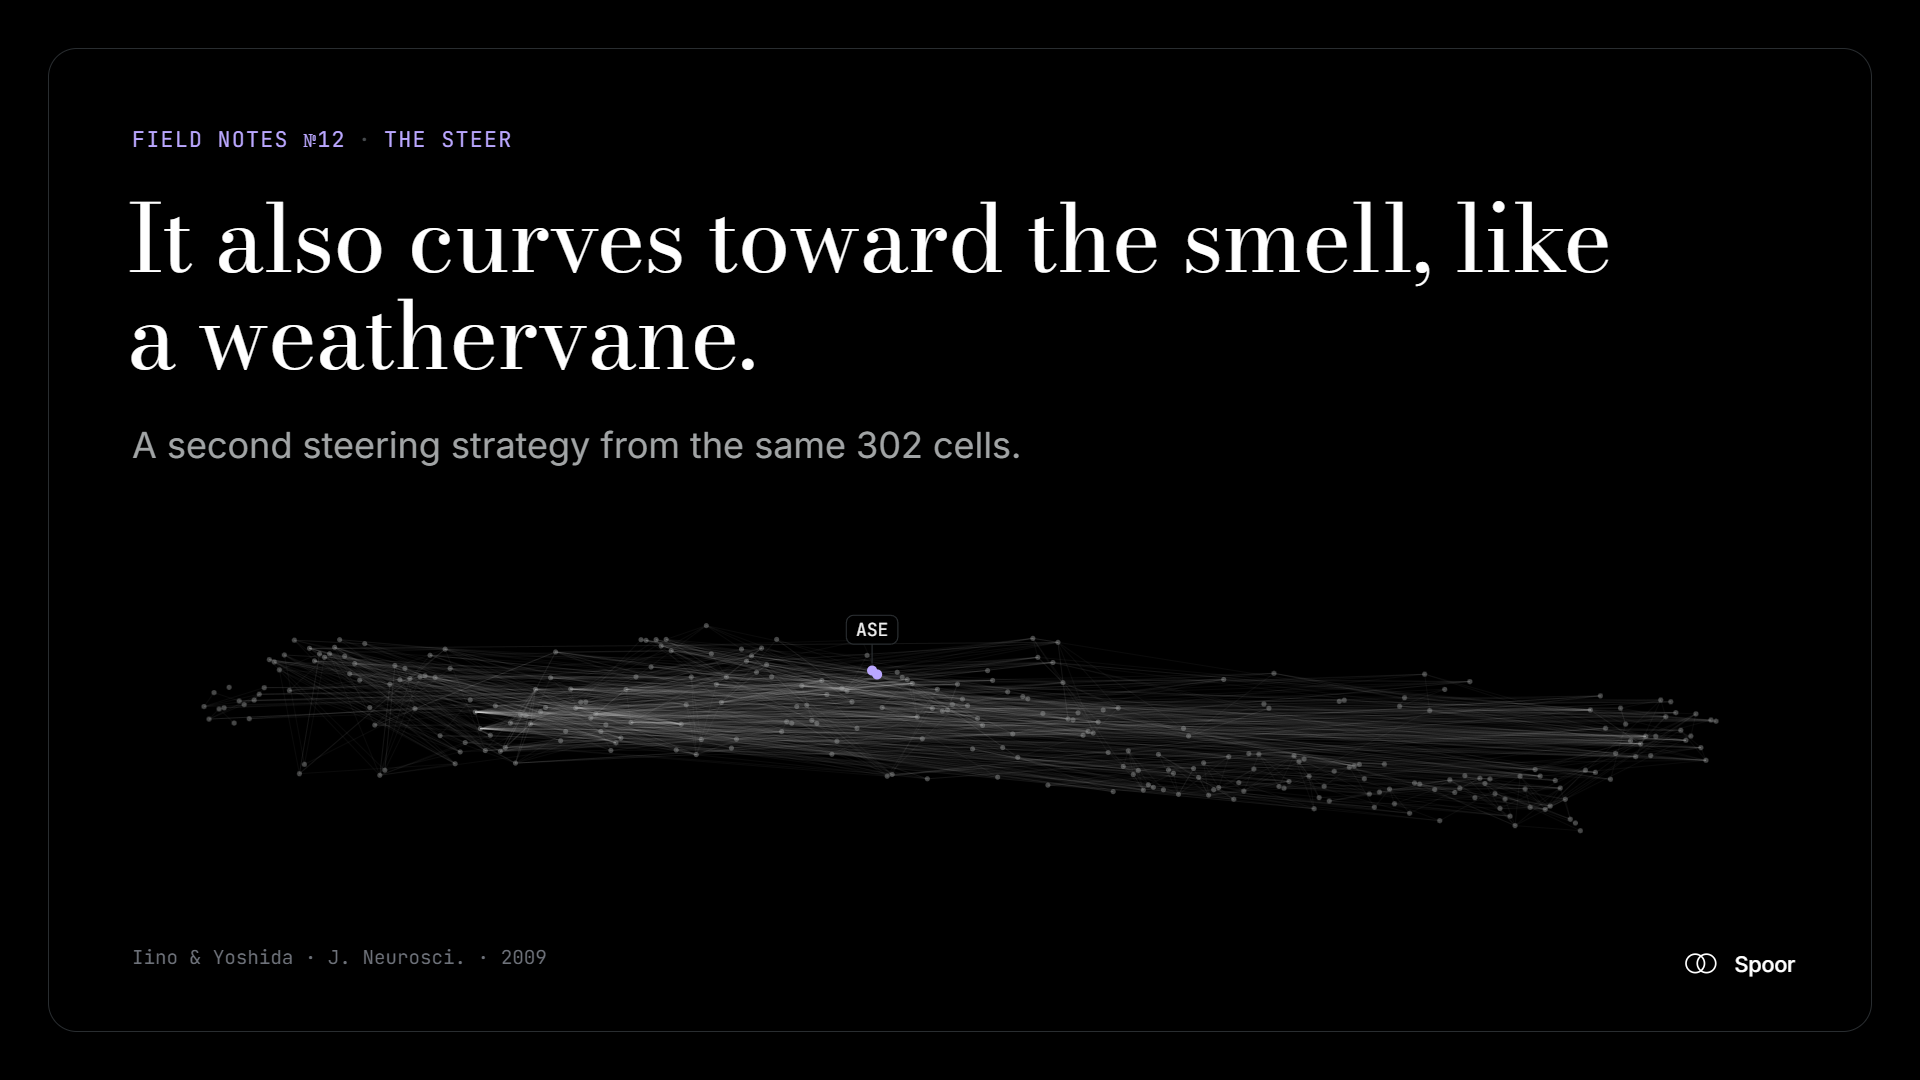 FIELD NOTES №12 · THE STEER
It also curves toward the smell, like
a weathervane.
A second steering strategy from the same 302 cells.
ASE
Iino & Yoshida · J. Neurosci. · 2009
Spoor